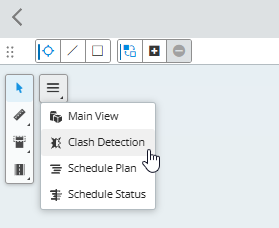 Main View
Clash Detection
Schedule Plan
Schedule Status